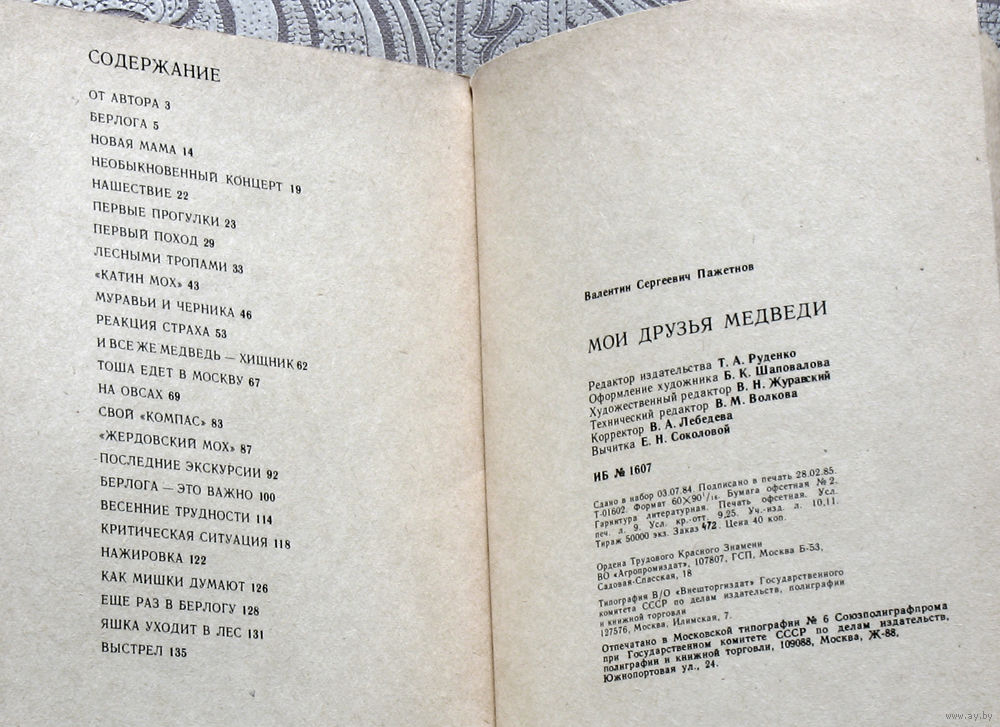 СОДЕРЖАНИЕ
ОТ АВТОРА 3
БЕРЛОГА 5
НОВАЯ МАМА 14
НЕОБЫКНОВЕННЫЙ КОНЦЕРТ 19
НАШЕСТВИЕ 22
ПЕРВЫЕ ПРОГУЛКИ 23
ПЕРВЫЙ ПОХОД 29
ЛЕСНЫМИ ТРОПАМИ 33
«КАТИН МОХ» 43
МУРАВЬИ И ЧЕРНИКА 46
РЕАКЦИЯ СТРАХА 53
И ВСЕ ЖЕ МЕДВЕДЬ — ХИЩНИК 62
ТОША ЕДЕТ В МОСКВУ 67
НА ОВСАХ 69
СВОЙ «КОМПАС» 83
«ЖЕРДОВСКИЙ МОХ» 87
ПОСЛЕДНИЕ ЭКСКУРСИИ 92
БЕРЛОГА — ЭТО ВАЖНО 100
ВЕСЕННИЕ ТРУДНОСТИ 114
КРИТИЧЕСКАЯ СИТУАЦИЯ 118
НАЖИРОВКА 122
КАК МИШКИ ДУМАЮТ 126
ЕЩЕ РАЗ В БЕРЛОГУ 128
ЯШКА УХОДИТ В ЛЕС 131
ВЫСТРЕЛ 135
Валентин Сергеевич Пажетнов
МОИ ДРУЗЬЯ МЕДВЕДИ
Редактор издательства Т. А. Руденко
Оформление художника Б. К. Шаповалова
Художественный редактор В. Н. Журавский
Технический редактор В. М. Волкова
Корректор В. А. Лебедева
Вычитка Е. Н. Соколовой
ИБ № 1607
Сдано в набор 03.07.84. Подписано в печать 28.02.85.
Т-01602. Формат 60×90 1/16. Бумага офсетная № 2.
Гарнитура литературная. Печать офсетная. Усл.
печ. л. 9. Усл. кр.-отт. 9,25. Уч.-изд. л. 10,11.
Тираж 50000 экз. Заказ 472. Цена 40 коп.
Ордена Трудового Красного Знамени
ВО «Агропромиздат», 107807, ГСП, Москва Б-53,
Садовая-Спасская, 18
Типография В/О «Внешторгиздат» Государственного
комитета СССР по делам издательств, полиграфии
и книжной торговли
127576, Москва, Илимская, 7.
Отпечатано в Московской типографии № 6 Союзполиграфпрома
при Государственном комитете СССР по делам издательств,
полиграфии и книжной торговли, 109088, Москва, Ж-88,
Южнопортовая ул., 24.
www.ay.by